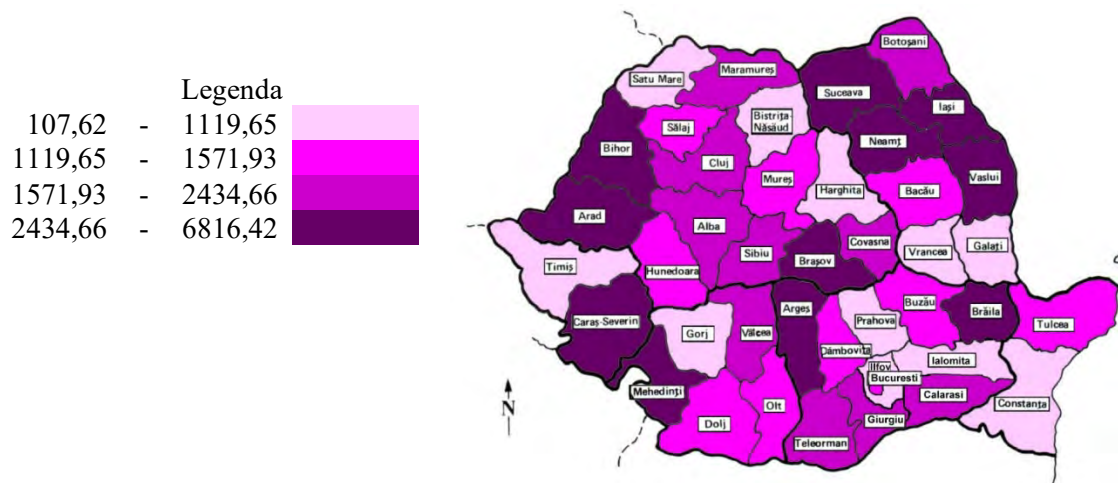 Legenda
107,62 - 1119,65
1119,65 - 1571,93
1571,93 - 2434,66
2434,66 - 6816,42
Botoșani
Maramureș
Satu Mare
Suceava
Iași
Bistrița-
Năsăud
Sălaj
Neamț
Bihor
Cluj
Vaslui
Mureș
Harghita
Bacău
Arad
Alba
Covasna
Vrancea
Galați
Sibiu
Brașov
Timiș
Hunedoara
Buzău
Argeș
Brăila
Prahova
Caraș-Severin
Gorj
Vâlcea
Tulcea
Dâmbovița
Ialomita
Ilfov
Bucuresti
Mehedinți
Calarasi
Constanța
Olt
Giurgiu
Dolj
Teleorman
N